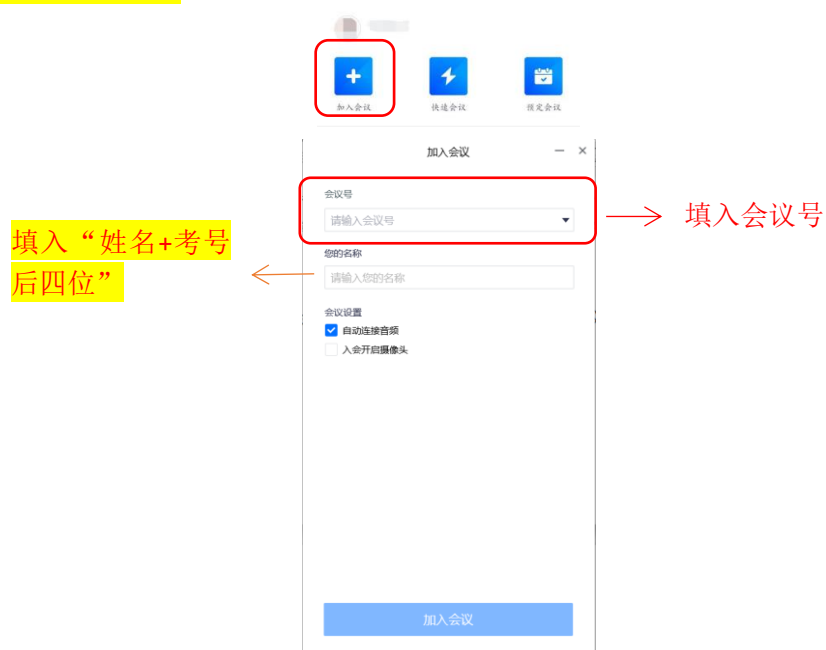 加入会议
快速会议
预定会议
加入会议
会议号
请输入会议号
填入会议号
填入“姓名+考号
后四位”
您的名称
请输入您的名称
会议设置
自动连接音频
入会开启摄像头
加入会议